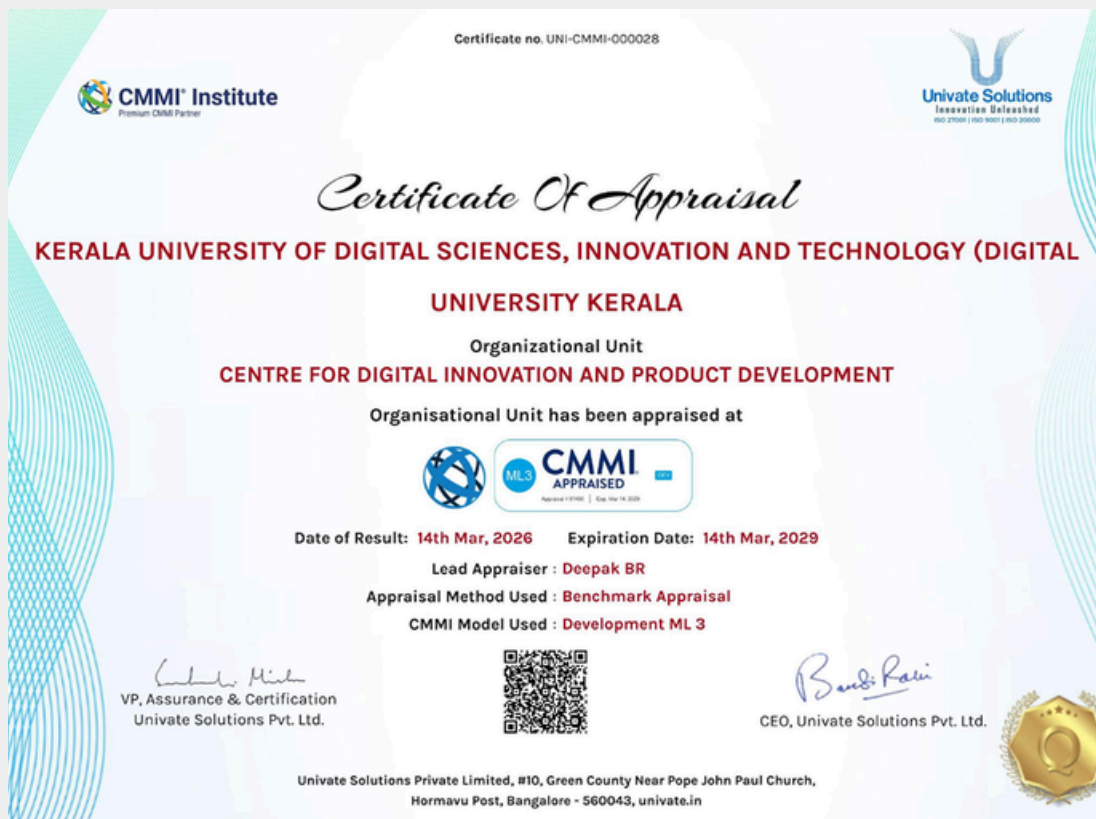 Certificate no. UNI-CMMI-000028
CMMI® Institute
Premium CMMI Partner
Univate Solutions
Innovation Unleashed
ISO 27001 | ISO 9001 | ISO 20000
Certificate Of Appraisal
KERALA UNIVERSITY OF DIGITAL SCIENCES, INNOVATION AND TECHNOLOGY (DIGITAL
UNIVERSITY KERALA
Organizational Unit
CENTRE FOR DIGITAL INNOVATION AND PRODUCT DEVELOPMENT
Organisational Unit has been appraised at
ML3
CMMI
APPRAISED
DEV
Exp. Mar 14, 2029
Date of Result: 14th Mar, 2026 Expiration Date: 14th Mar, 2029
Lead Appraiser : Deepak BR
Appraisal Method Used : Benchmark Appraisal
CMMI Model Used : Development ML 3
VP, Assurance & Certification
Univate Solutions Pvt. Ltd.
CEO, Univate Solutions Pvt. Ltd.
Q
Univate Solutions Private Limited, #10, Green County Near Pope John Paul Church,
Hormavu Post, Bangalore - 560043, univate.in